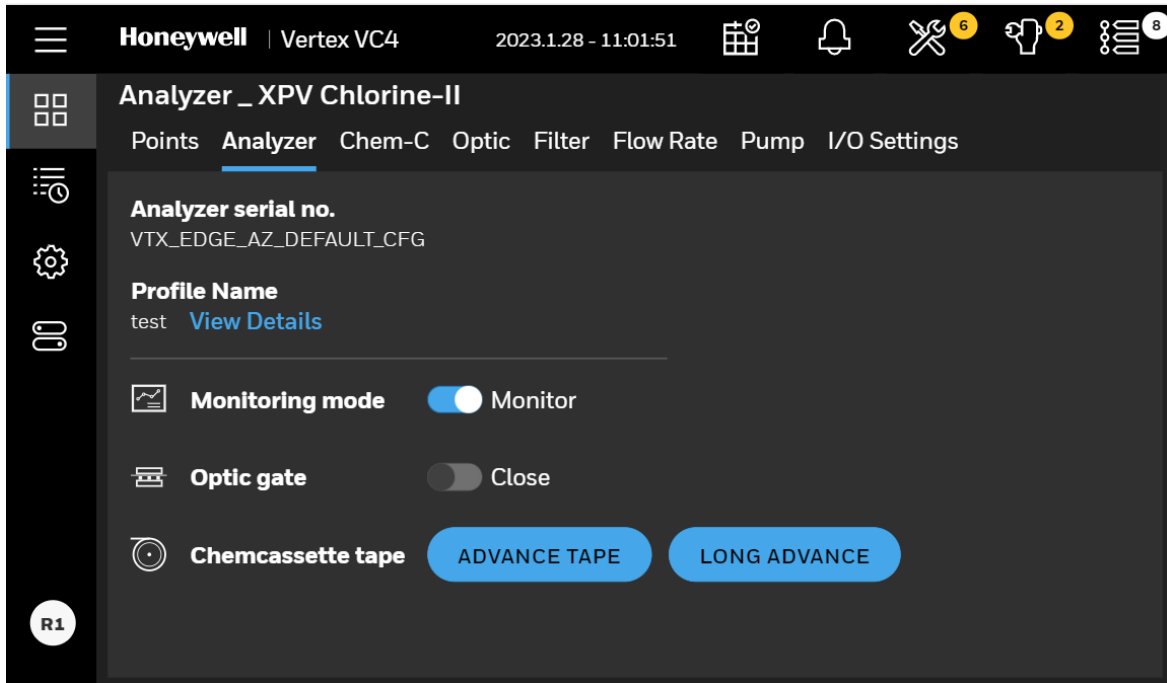 Honeywell | Vertex VC4 2023.1.28 - 11:01:51 6 2 8
Analyzer _ XPV Chlorine-II
Points Analyzer Chem-C Optic Filter Flow Rate Pump I/O Settings
Analyzer serial no.
VTX_EDGE_AZ_DEFAULT_CFG
Profile Name
test View Details
Monitoring mode Monitor
Optic gate Close
Chemcassette tape ADVANCE TAPE LONG ADVANCE
R1